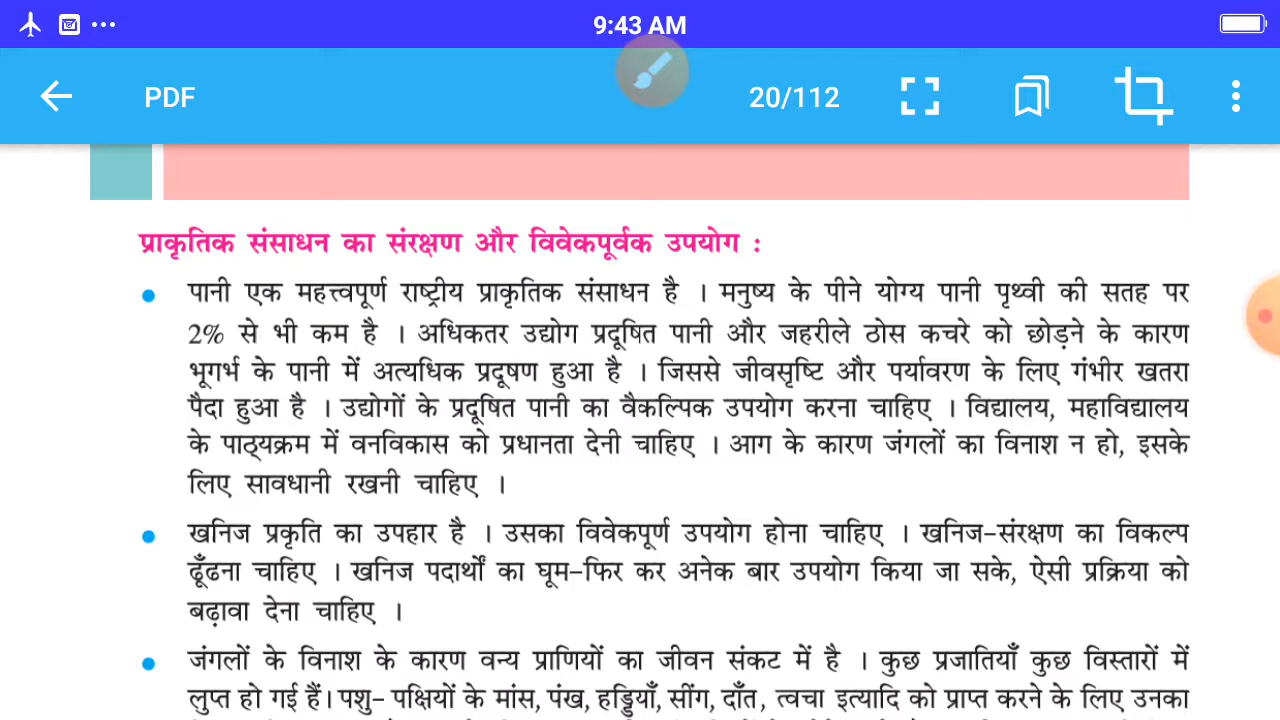 9:43 AM
PDF
20/112
प्राकृतिक संसाधन का संरक्षण और विवेकपूर्वक उपयोग :
पानी एक महत्त्वपूर्ण राष्ट्रीय प्राकृतिक संसाधन है । मनुष्य के पीने योग्य पानी पृथ्वी की सतह पर
2% से भी कम है । अधिकतर उद्योग प्रदूषित पानी और जहरीले ठोस कचरे को छोड़ने के कारण
भूगर्भ के पानी में अत्यधिक प्रदूषण हुआ है । जिससे जीवसृष्टि और पर्यावरण के लिए गंभीर खतरा
पैदा हुआ है । उद्योगों के प्रदूषित पानी का वैकल्पिक उपयोग करना चाहिए । विद्यालय, महाविद्यालय
के पाठ्यक्रम में वनविकास को प्रधानता देनी चाहिए । आग के कारण जंगलों का विनाश न हो, इसके
लिए सावधानी रखनी चाहिए ।
खनिज प्रकृति का उपहार है । उसका विवेकपूर्ण उपयोग होना चाहिए । खनिज-संरक्षण का विकल्प
ढूँढना चाहिए । खनिज पदार्थों का घूम-फिर कर अनेक बार उपयोग किया जा सके, ऐसी प्रक्रिया को
बढ़ावा देना चाहिए ।
जंगलों के विनाश के कारण वन्य प्राणियों का जीवन संकट में है । कुछ प्रजातियाँ कुछ विस्तारों में
लुप्त हो गई हैं। पशु- पक्षियों के मांस, पंख, हड्डियाँ, सींग, दाँत, त्वचा इत्यादि को प्राप्त करने के लिए उनका